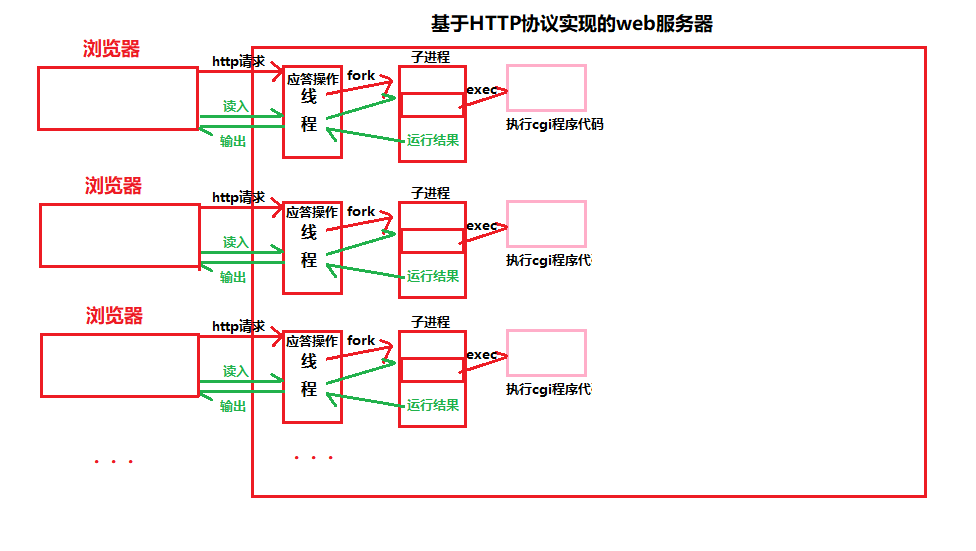 基于HTTP协议实现的web服务器
浏览器
http请求
应答操作
线
程
fork
子进程
exec
执行cgi程序代码
读入
输出
运行结果
浏览器
http请求
应答操作
线
程
fork
子进程
exec
执行cgi程序代
读入
输出
运行结果
浏览器
http请求
应答操作
线
程
fork
子进程
exec
执行cgi程序代
读入
输出
运行结果
. . .
. . .